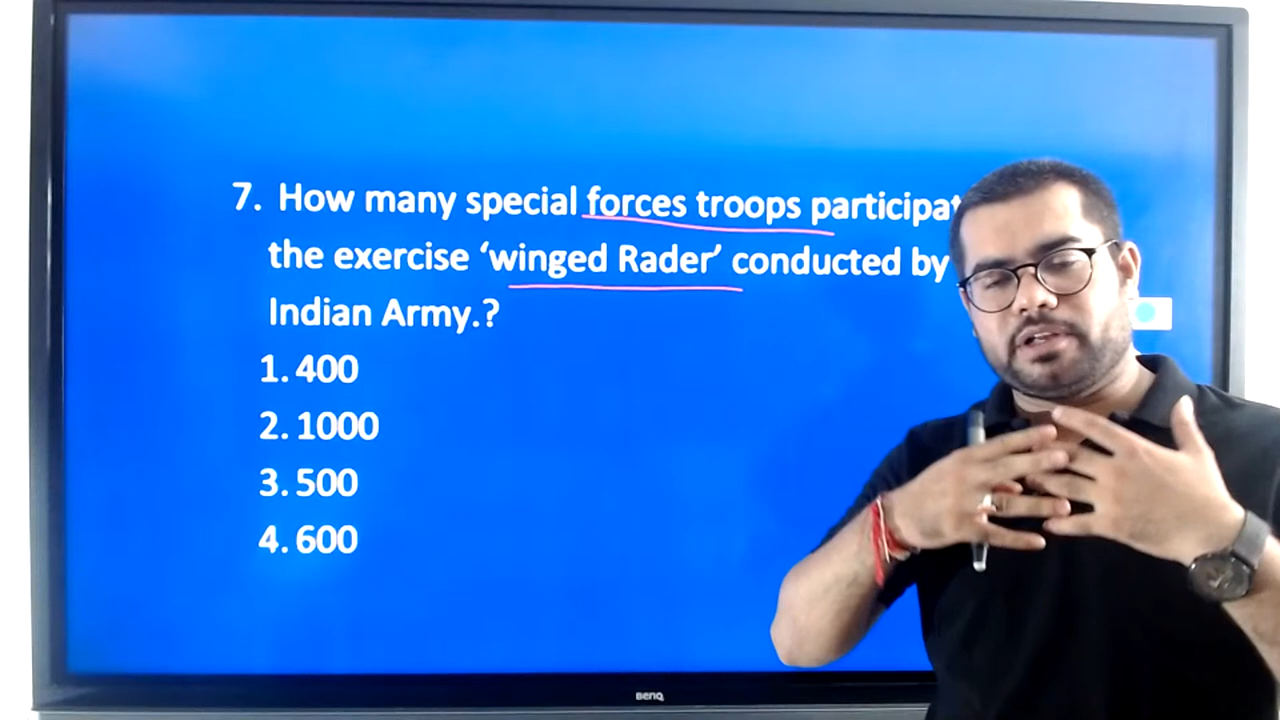 7. How many special forces troops participat
the exercise ‘winged Rader’ conducted by
Indian Army.?
1. 400
2. 1000
3. 500
4. 600
BenQ